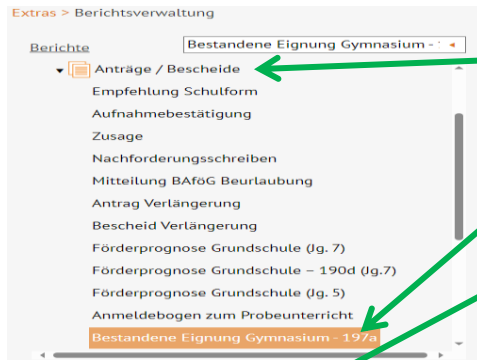 Extras > Berichtsverwaltung
Berichte Bestandene Eignung Gymnasium -
Anträge / Bescheide
Empfehlung Schulform
Aufnahmebestätigung
Zusage
Nachforderungsschreiben
Mitteilung BAföG Beurlaubung
Antrag Verlängerung
Bescheid Verlängerung
Förderprognose Grundschule (Jg. 7)
Förderprognose Grundschule – 190d (Jg.7)
Förderprognose Grundschule (Jg. 5)
Anmeldebogen zum Probeunterricht
Bestandene Eignung Gymnasium - 197a